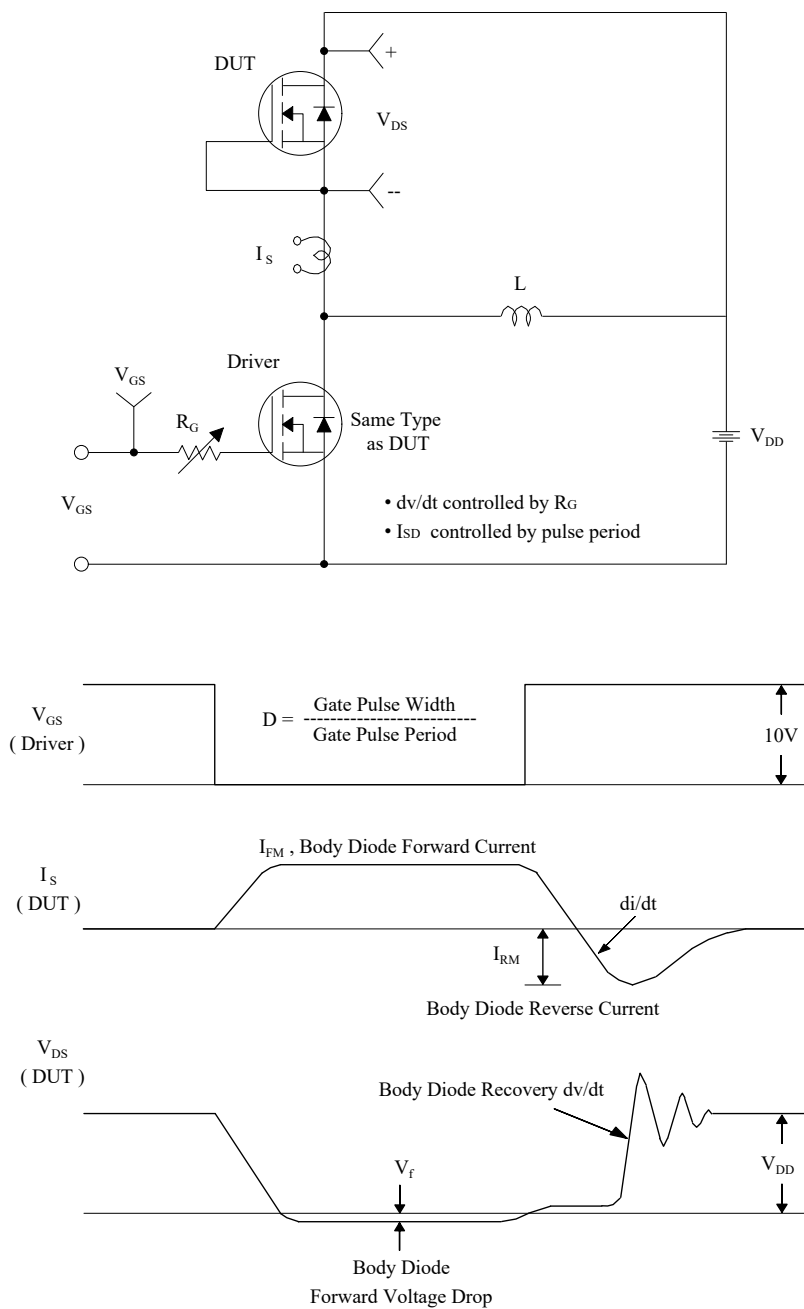 DUT
+
VDS
--
IS
L
Driver
VGS
RG
Same Type
as DUT
VDD
VGS
• dv/dt controlled by RG
• ISD controlled by pulse period
VGS
( Driver )
D = Gate Pulse Width
--------------------------
Gate Pulse Period
10V
IFM , Body Diode Forward Current
IS
( DUT )
di/dt
IRM
Body Diode Reverse Current
VDS
( DUT )
Body Diode Recovery dv/dt
Vf
VDD
Body Diode
Forward Voltage Drop